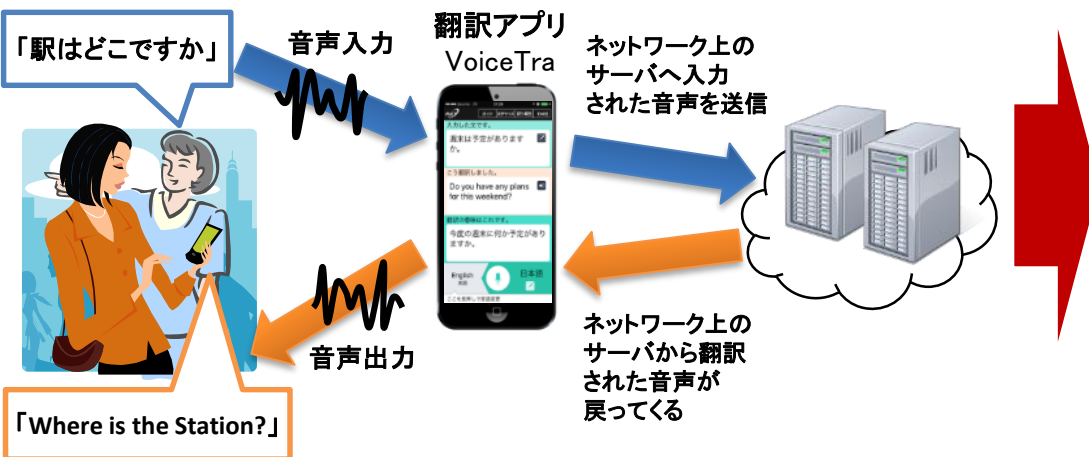 「駅はどこですか」
音声入力
翻訳アプリ
VoiceTra
ネットワーク上の
サーバへ入力
された音声を送信
入力した文です。
週末は予定があります
か。
こう翻訳しました。
Do you have any plans
for this weekend?
翻訳の意味はこれです。
今度の週末に何か予定があり
ますか。
English
英語
日本語
音声出力
ネットワーク上の
サーバから翻訳
された音声が
戻ってくる
「Where is the Station?」